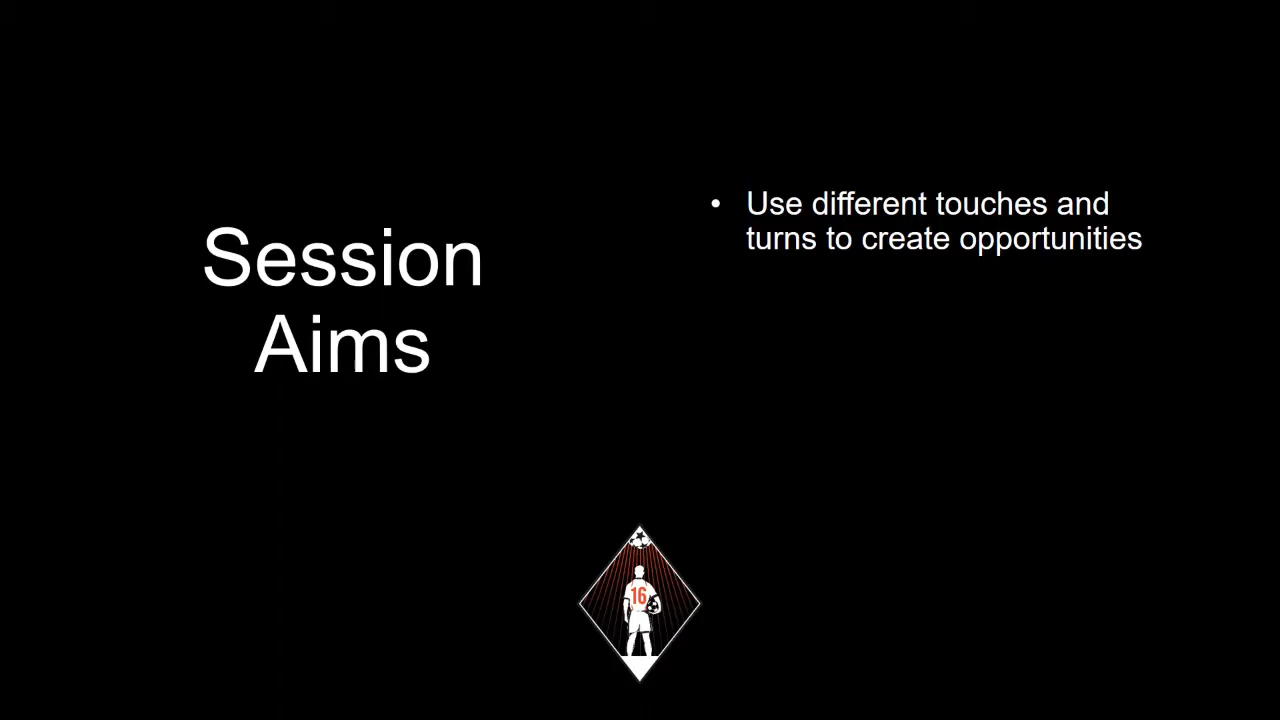 Session
Aims
• Use different touches and
turns to create opportunities
16